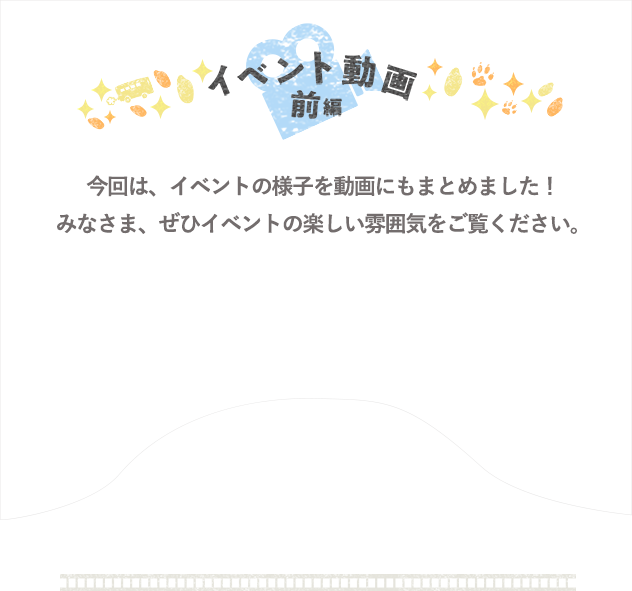 イベント動画
前編
今回は、イベントの様子を動画にもまとめました！
みなさま、ぜひイベントの楽しい雰囲気をご覧ください。